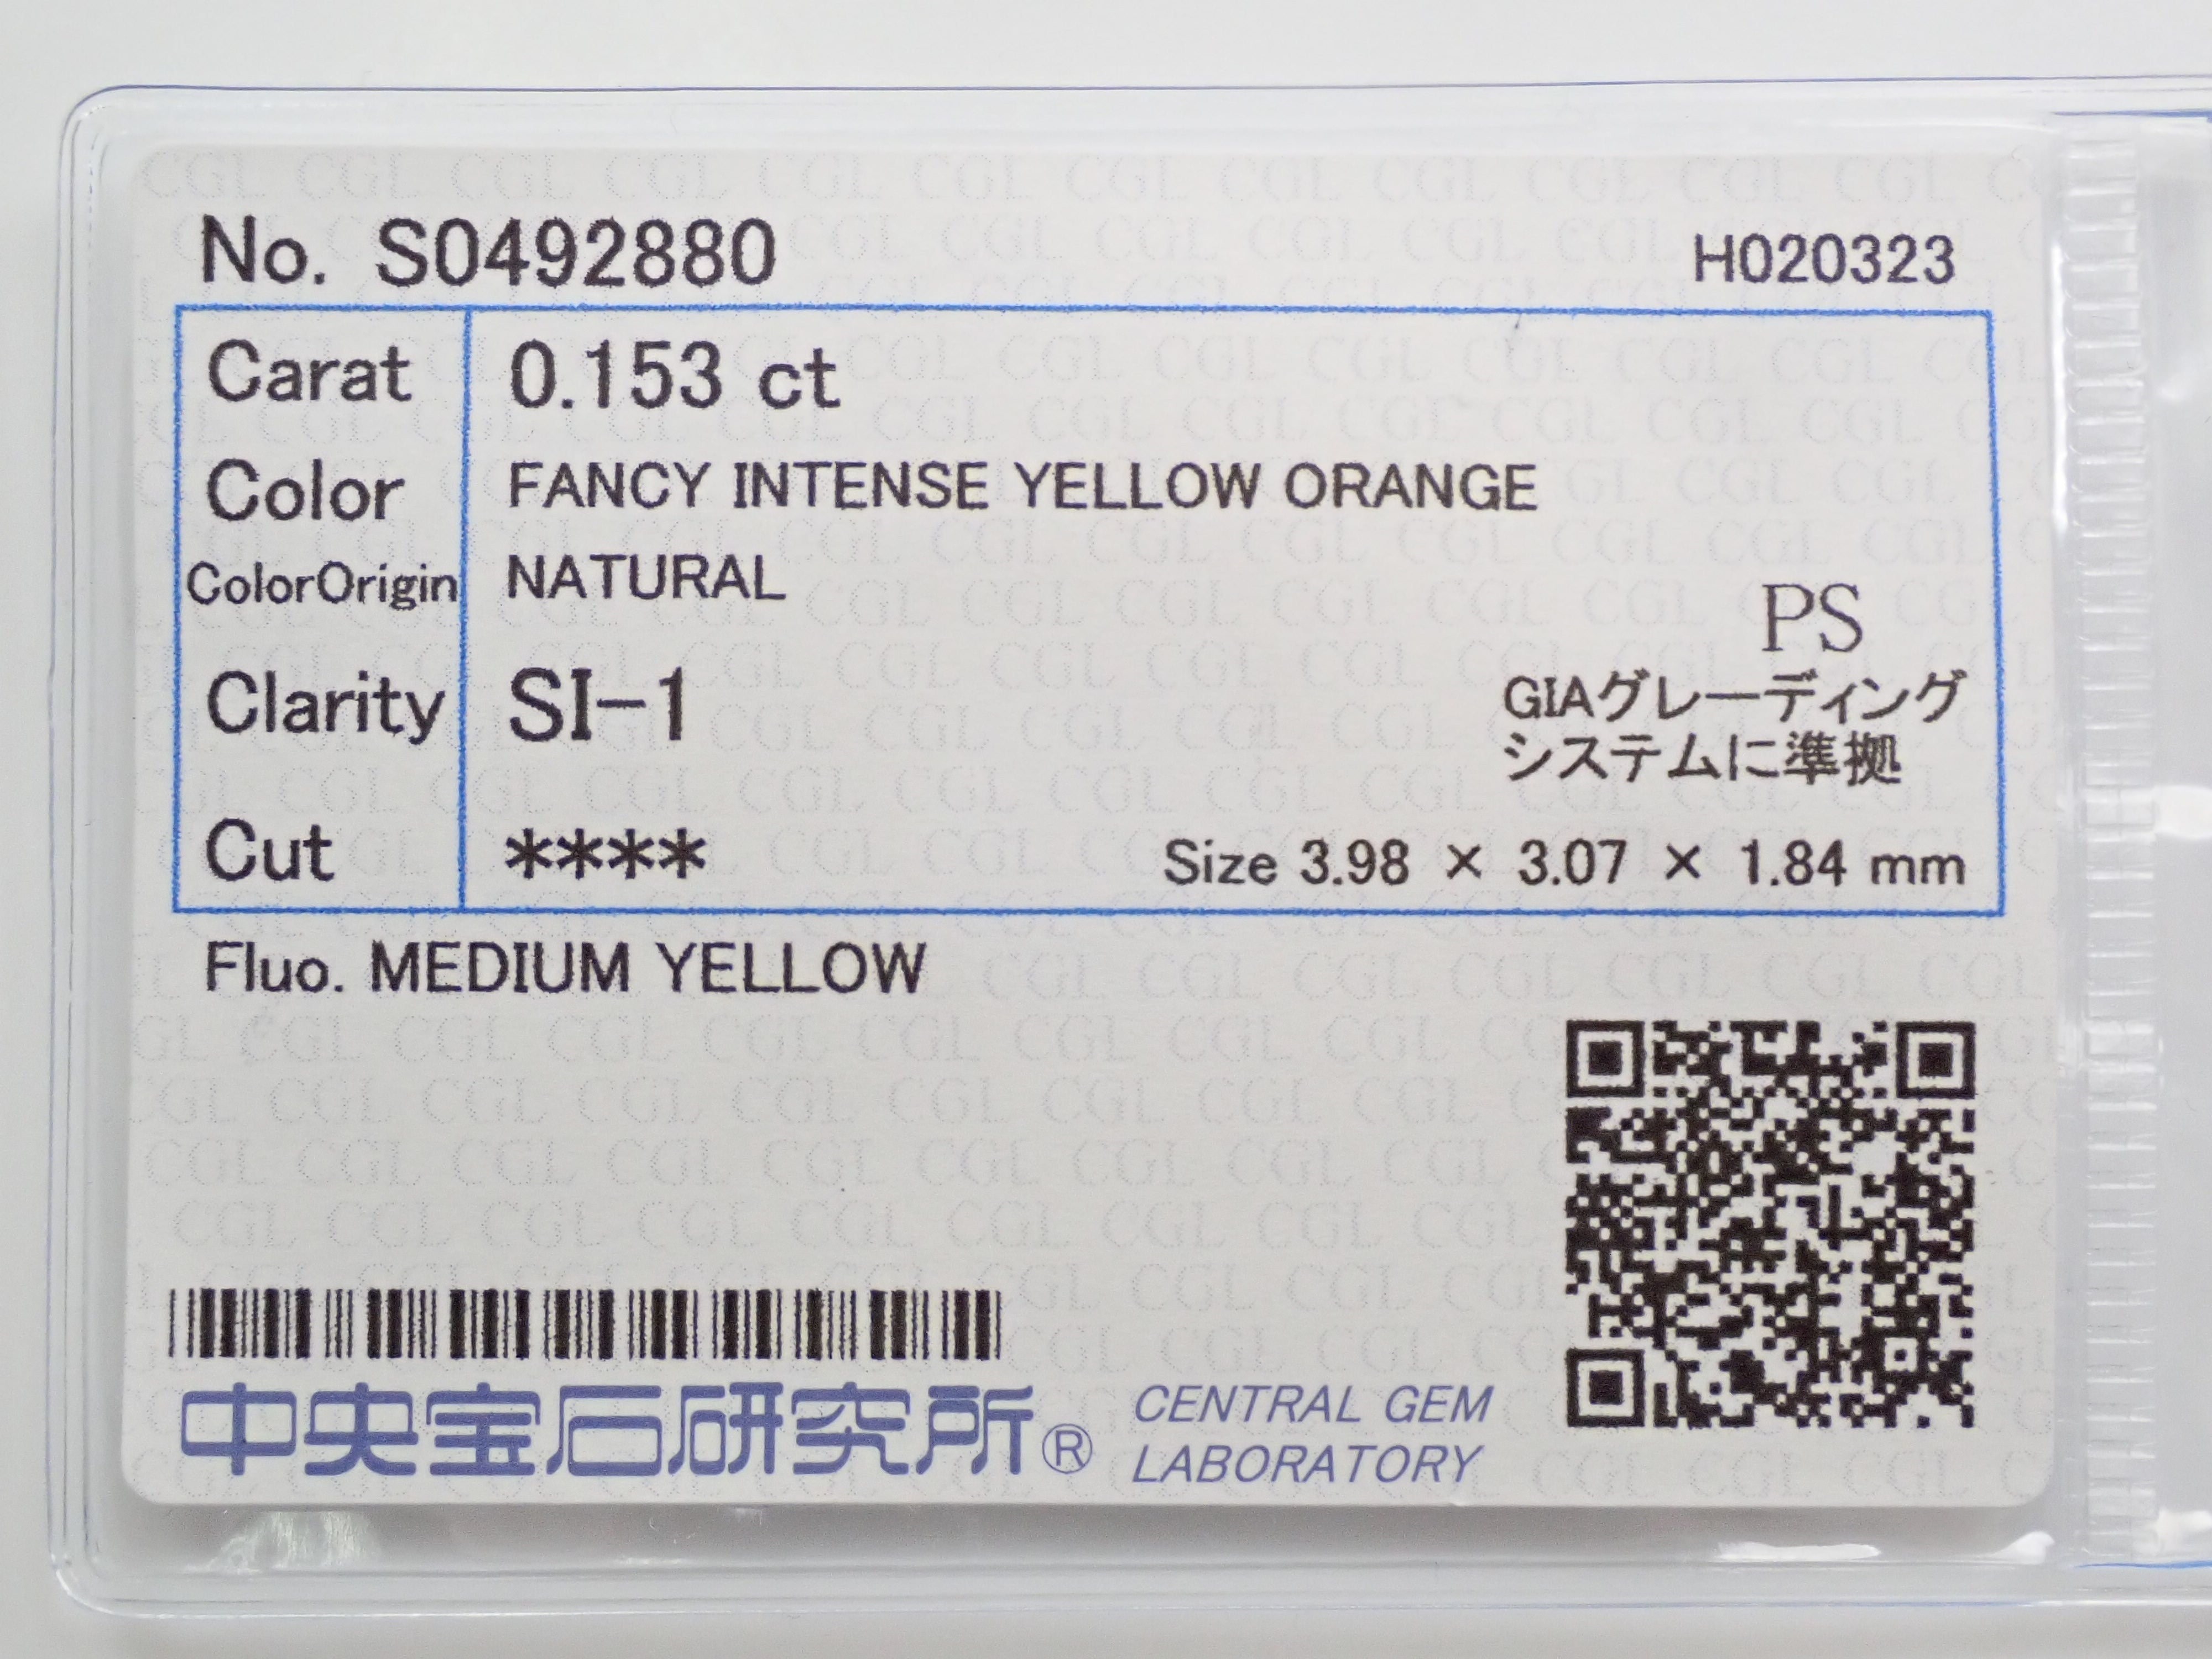 No. S0492880 H020323
Carat 0.153 ct
Color FANCY INTENSE YELLOW ORANGE
ColorOrigin NATURAL
PS
Clarity SI-1
GIAグレーディング
システムに準拠
Cut **** Size 3.98 × 3.07 × 1.84 mm
Fluo. MEDIUM YELLOW
中央宝石研究所® CENTRAL GEM
LABORATORY